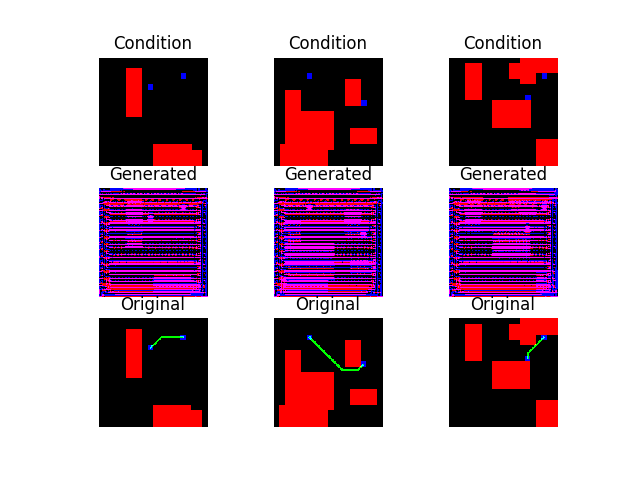 Condition Condition Condition
Generated Generated Generated
Original Original Original